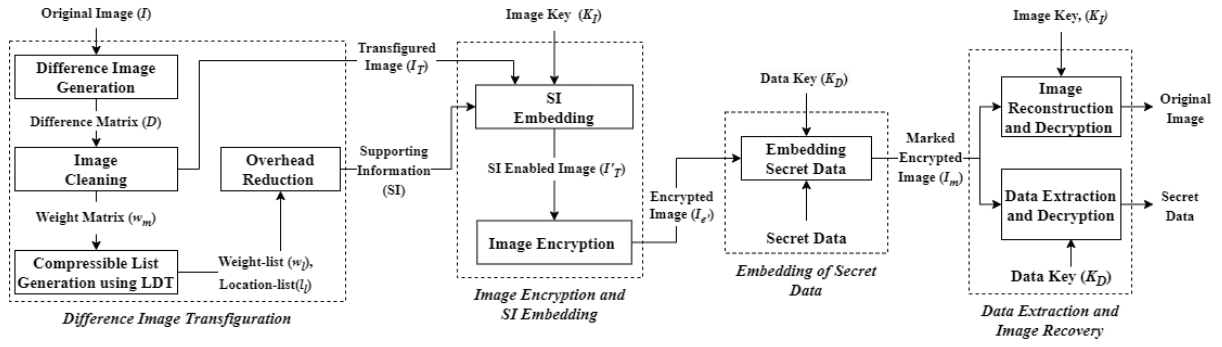 Original Image (I)
Difference Image
Generation
Difference Matrix (D)
Image
Cleaning
Weight Matrix (wm)
Compressible List
Generation using LDT
Weight-list (wl),
Location-list(ll)
Overhead
Reduction
Difference Image Transfiguration
Transfigured
Image (IT)
Supporting
Information
(SI)
Image Key (KI)
SI
Embedding
SI Enabled Image (I'T)
Image Encryption
Image Encryption and
SI Embedding
Encrypted
Image (Ie')
Data Key (KD)
Embedding
Secret Data
Secret Data
Embedding of Secret
Data
Marked
Encrypted
Image (Im)
Image Key, (KI)
Image
Reconstruction
and Decryption
Data Extraction
and Decryption
Data Key (KD)
Data Extraction and
Image Recovery
Original
Image
Secret
Data